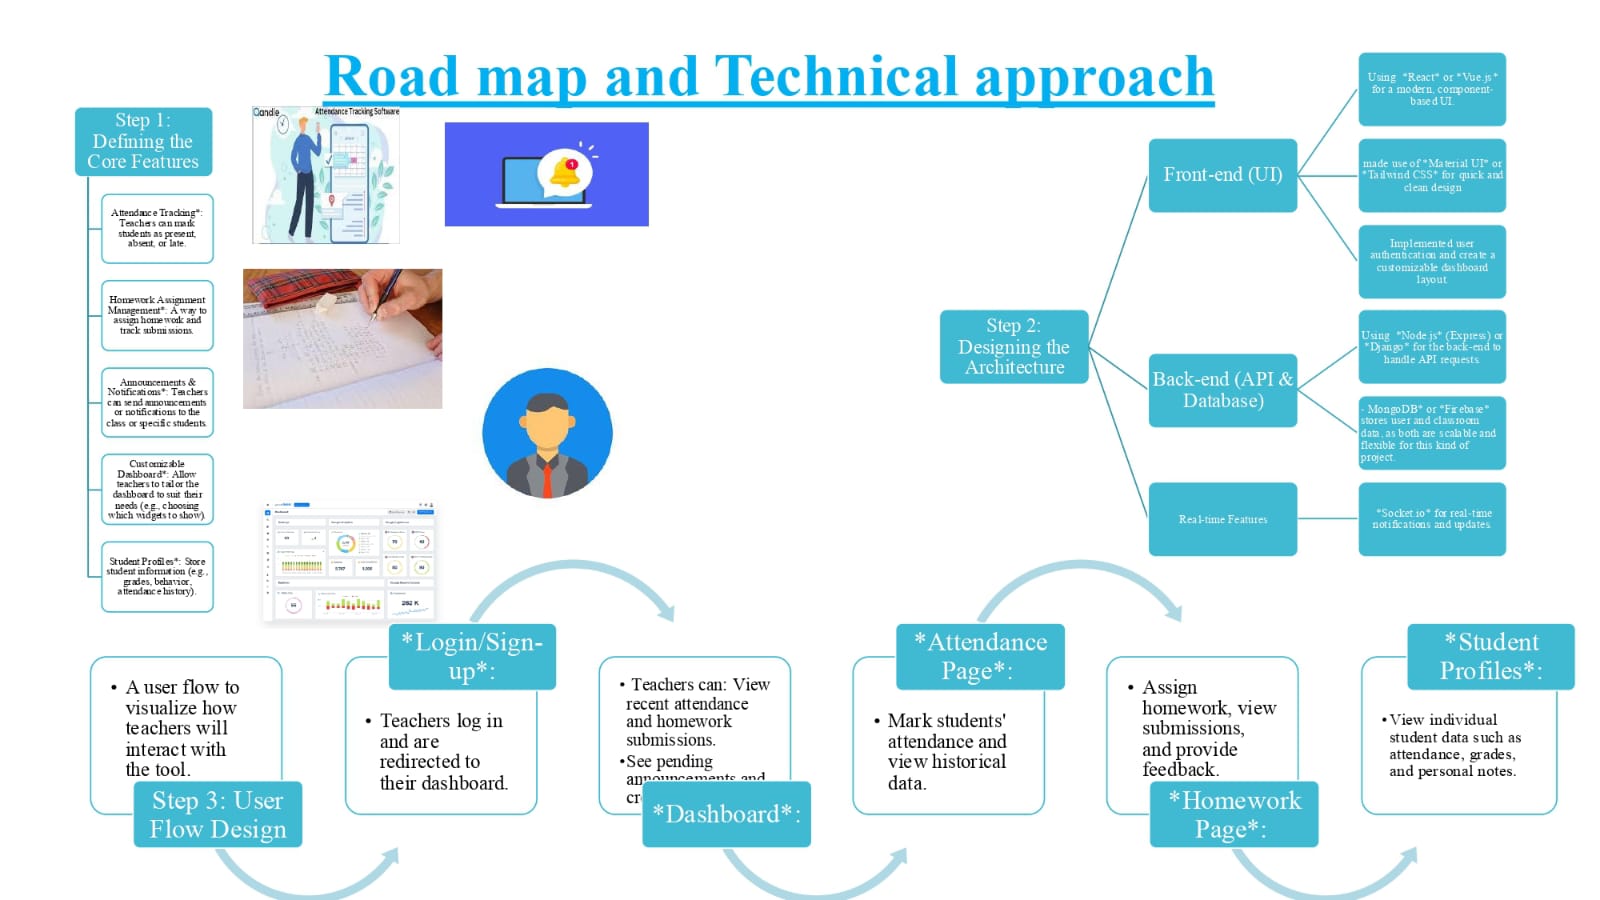 Road map and Technical approach
Step 1:
Defining the
Core Features
Attendance Tracking*:
Teachers can mark
students as present,
absent, or late.
Homework Assignment
Management*: A way to
assign homework and
track submissions.
Announcements &
Notifications*: Teachers
can send announcements
or notifications to the
class or specific students.
Customizable
Dashboard*: Allow
teachers to tailor the
dashboard to suit their
needs (e.g., choosing
which widgets to show).
Student Profiles*: Store
student information (e.g.,
grades, behavior,
attendance history).
Qandle
Attendance Tracking Software
1
Step 2:
Designing the
Architecture
Front-end (UI)
Using *React* or *Vue.js*
for a modern, component-
based UI.
made use of *Material UI* or
*Tailwind CSS* for quick and
clean design
Implemented user
authentication and create a
customizable dashboard
layout.
Back-end (API &
Database)
Using *Node.js* (Express) or
*Django* for the back-end to
handle API requests.
- MongoDB* or *Firebase*
stores user and classroom
data, as both are scalable and
flexible for this kind of
project.
Real-time Features
*Socket.io* for real-time
notifications and updates.
• A user flow to
visualize how
teachers will
interact with
the tool.
Step 3: User
Flow Design
*Login/Sign-
up*:
• Teachers log in
and are
redirected to
their dashboard.
• Teachers can: View
recent attendance
and homework
submissions.
• See pending
announcements and
cr
*Dashboard*:
*Attendance
Page*:
• Mark students'
attendance and
view historical
data.
• Assign
homework, view
submissions,
and provide
feedback.
*Homework
Page*:
*Student
Profiles*:
• View individual
student data such as
attendance, grades,
and personal notes.